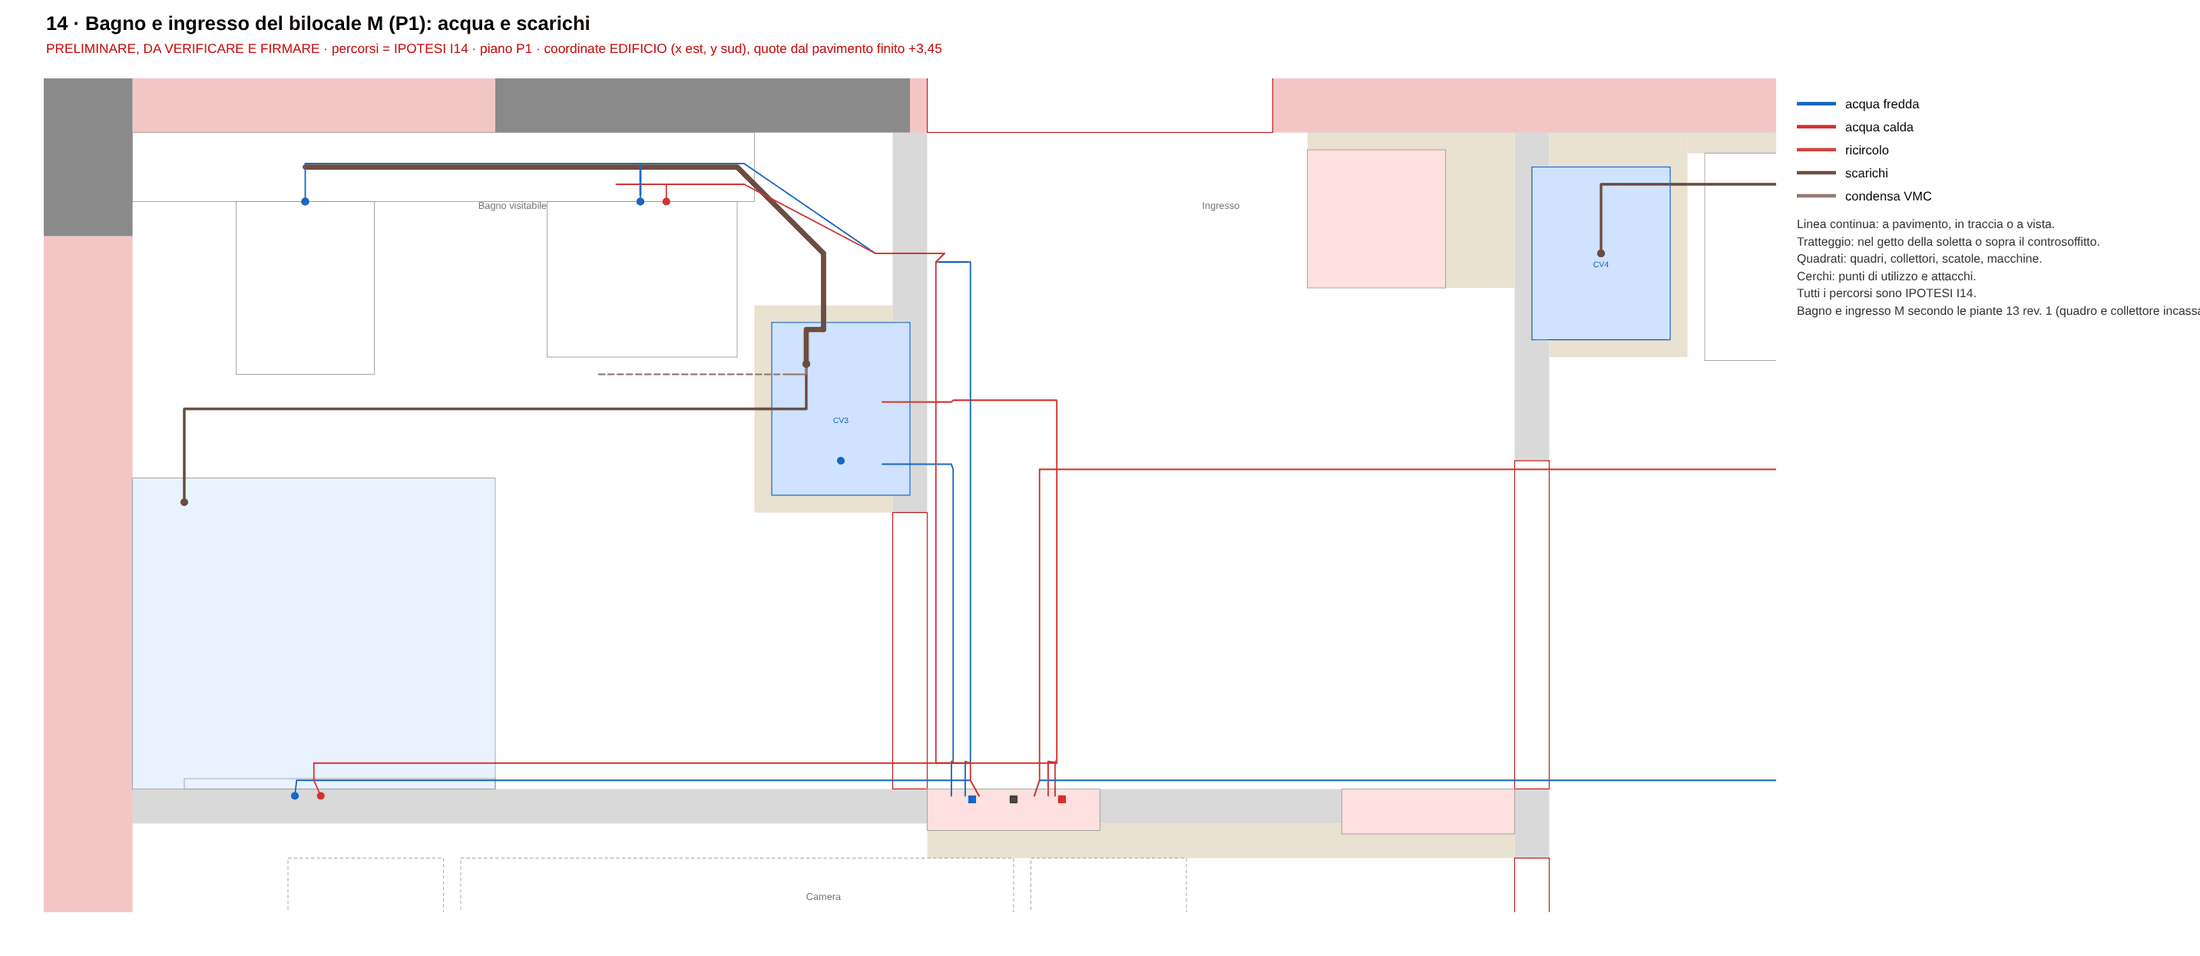 14 · Bagno e ingresso del bilocale M (P1): acqua e scarichi
PRELIMINARE, DA VERIFICARE E FIRMARE · percorsi = IPOTESI I14 · piano P1 · coordinate EDIFICIO (x est, y sud), quote dal pavimento finito +3,45
acqua fredda
acqua calda
ricircolo
scarichi
condensa VMC
Linea continua: a pavimento, in traccia o a vista.
Tratteggio: nel getto della soletta o sopra il controsoffitto.
Quadrati: quadri, collettori, scatole, macchine.
Cerchi: punti di utilizzo e attacchi.
Tutti i percorsi sono IPOTESI I14.
Bagno e ingresso M secondo le piante 13 rev. 1 (quadro e collettore incassa
Bagno visitabile
Ingresso
CV4
CV3
Camera